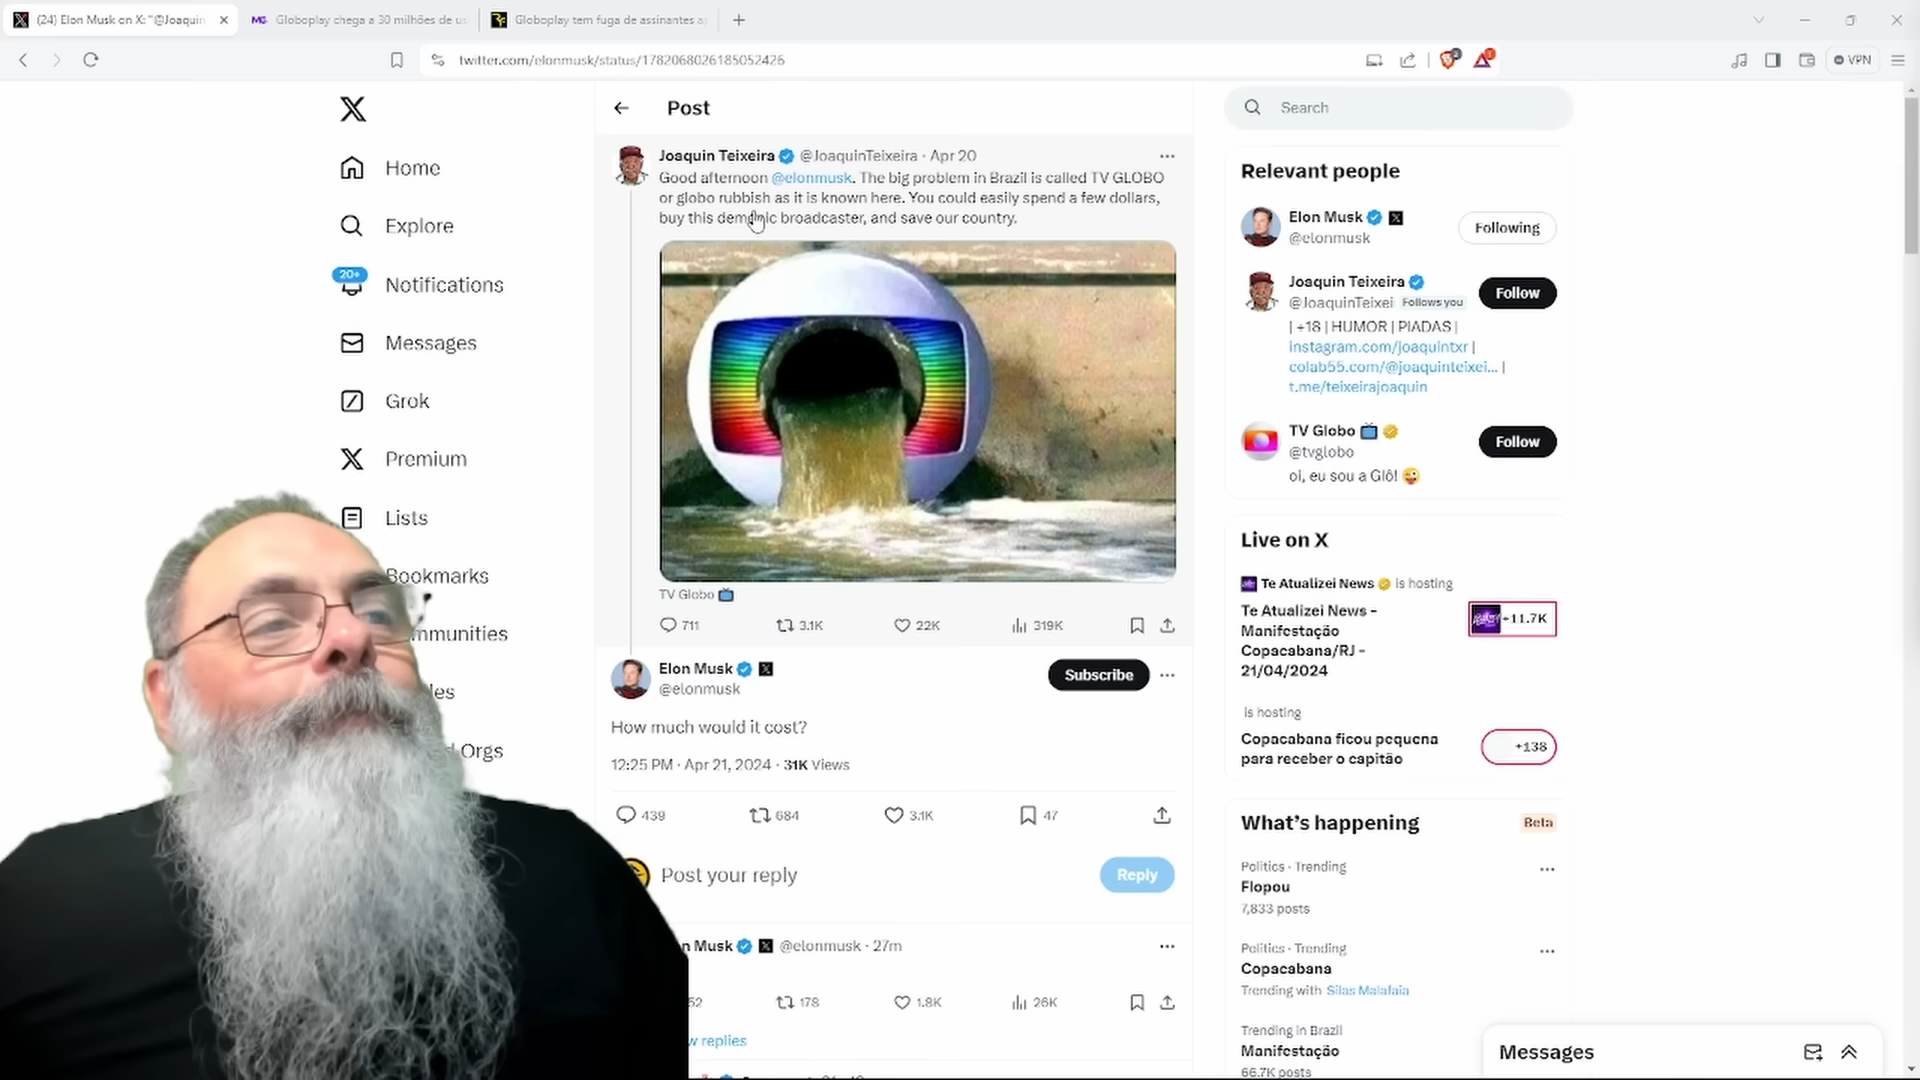 (24) Elon Musk on X: "@Joaquin
Globoplay chega a 30 milhões de us
Globoplay tem fuga de assinantes ap
twitter.com/elonmusk/status/1782068026185052426
VPN
Home
Explore
20+
Notifications
Messages
Grok
Premium
Lists
Bookmarks
mmunities
les
d Orgs
Post
Joaquin Teixeira @JoaquinTeixeira · Apr 20
Good afternoon @elonmusk. The big problem in Brazil is called TV GLOBO
or globo rubbish as it is known here. You could easily spend a few dollars,
buy this demonic broadcaster, and save our country.
TV Globo
711
3.1K
22K
319K
Elon Musk
@elonmusk
Subscribe
How much would it cost?
12:25 PM · Apr 21, 2024 · 31K Views
439
684
3.1K
47
Post your reply
Reply
n Musk @elonmusk · 27m
52
178
1.8K
26K
w replies
Search
Relevant people
Elon Musk
@elonmusk
Following
Joaquin Teixeira
@JoaquinTeixei Follows you
Follow
| +18 | HUMOR | PIADAS |
instagram.com/joaquintxr |
colab55.com/@joaquinteixei... |
t.me/teixeirajoaquin
TV Globo
@tvglobo
Follow
oi, eu sou a Glô!
Live on X
Te Atualizei News is hosting
Te Atualizei News -
Manifestação
Copacabana/RJ -
21/04/2024
+11.7K
is hosting
Copacabana ficou pequena
para receber o capitão
+138
What's happening
Beta
Politics · Trending
Flopou
7,833 posts
Politics · Trending
Copacabana
Trending with Silas Malafaia
Trending in Brazil
Manifestação
66.7K posts
Messages